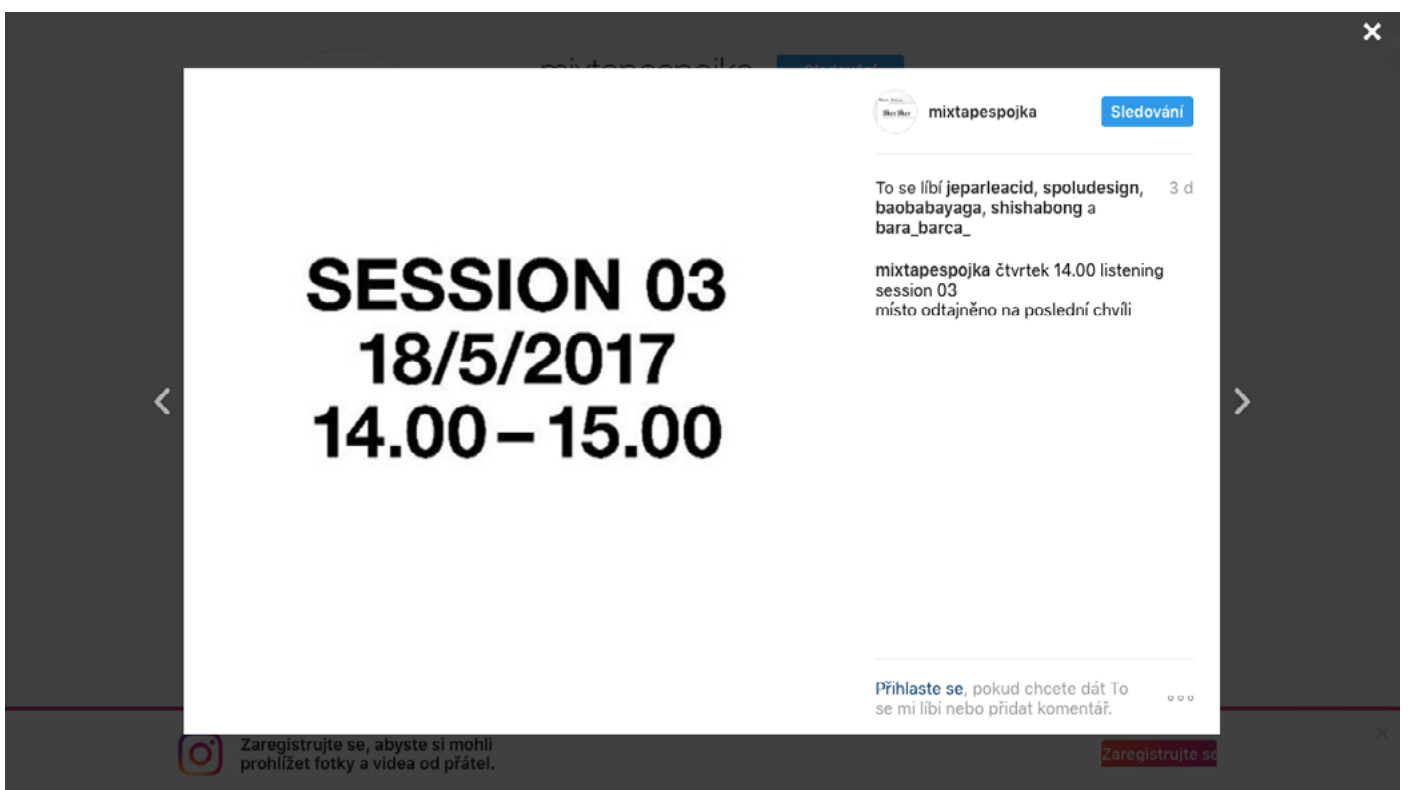 mixtapespojka
Sledování
SESSION 03
18/5/2017
14.00 – 15.00
mixtapespojka
Sledování
To se líbí jeparleacid, spoludesign, 3 d
baobabayaga, shishabong a
bara_barca_
mixtapespojka čtvrtek 14.00 listening
session 03
místo odtajněno na poslední chvíli
Přihlaste se, pokud chcete dát To
se mi líbí nebo přidat komentář.
Zaregistrujte se, abyste si mohli
prohlížet fotky a videa od přátel.
Zaregistrujte se